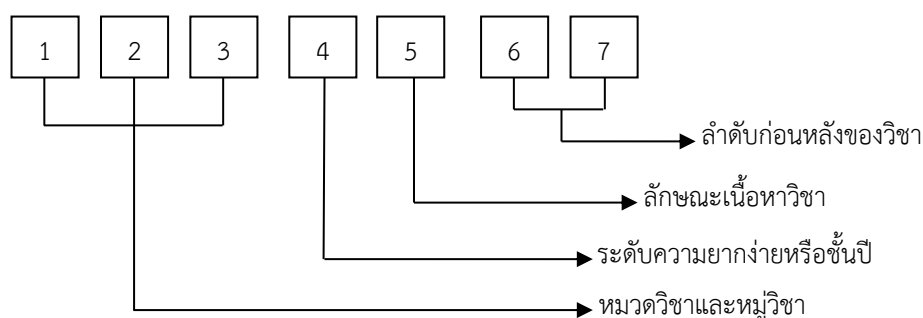 1 2 3 4 5 6 7
ลำดับก่อนหลังของวิชา
ลักษณะเนื้อหาวิชา
ระดับความยากง่ายหรือชั้นปี
หมวดวิชาและหมู่วิชา